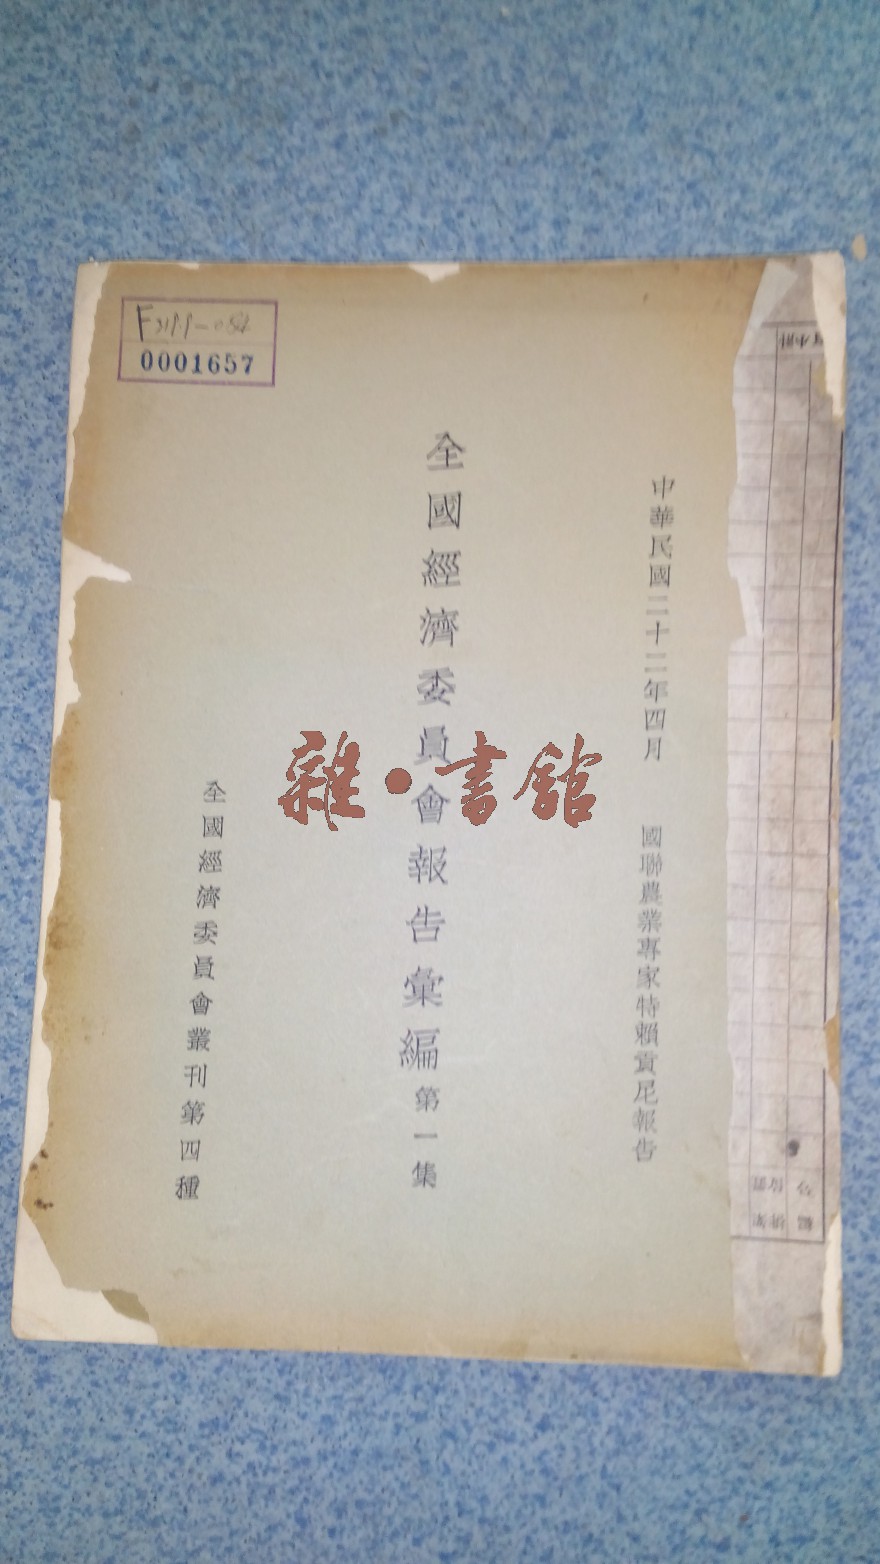 中華民國二十二年四月　國聯農業專家特賴貢尼報告
全國經濟委員會報告彙編 第一集
全國經濟委員會叢刊第四種
0001657
雜·書館